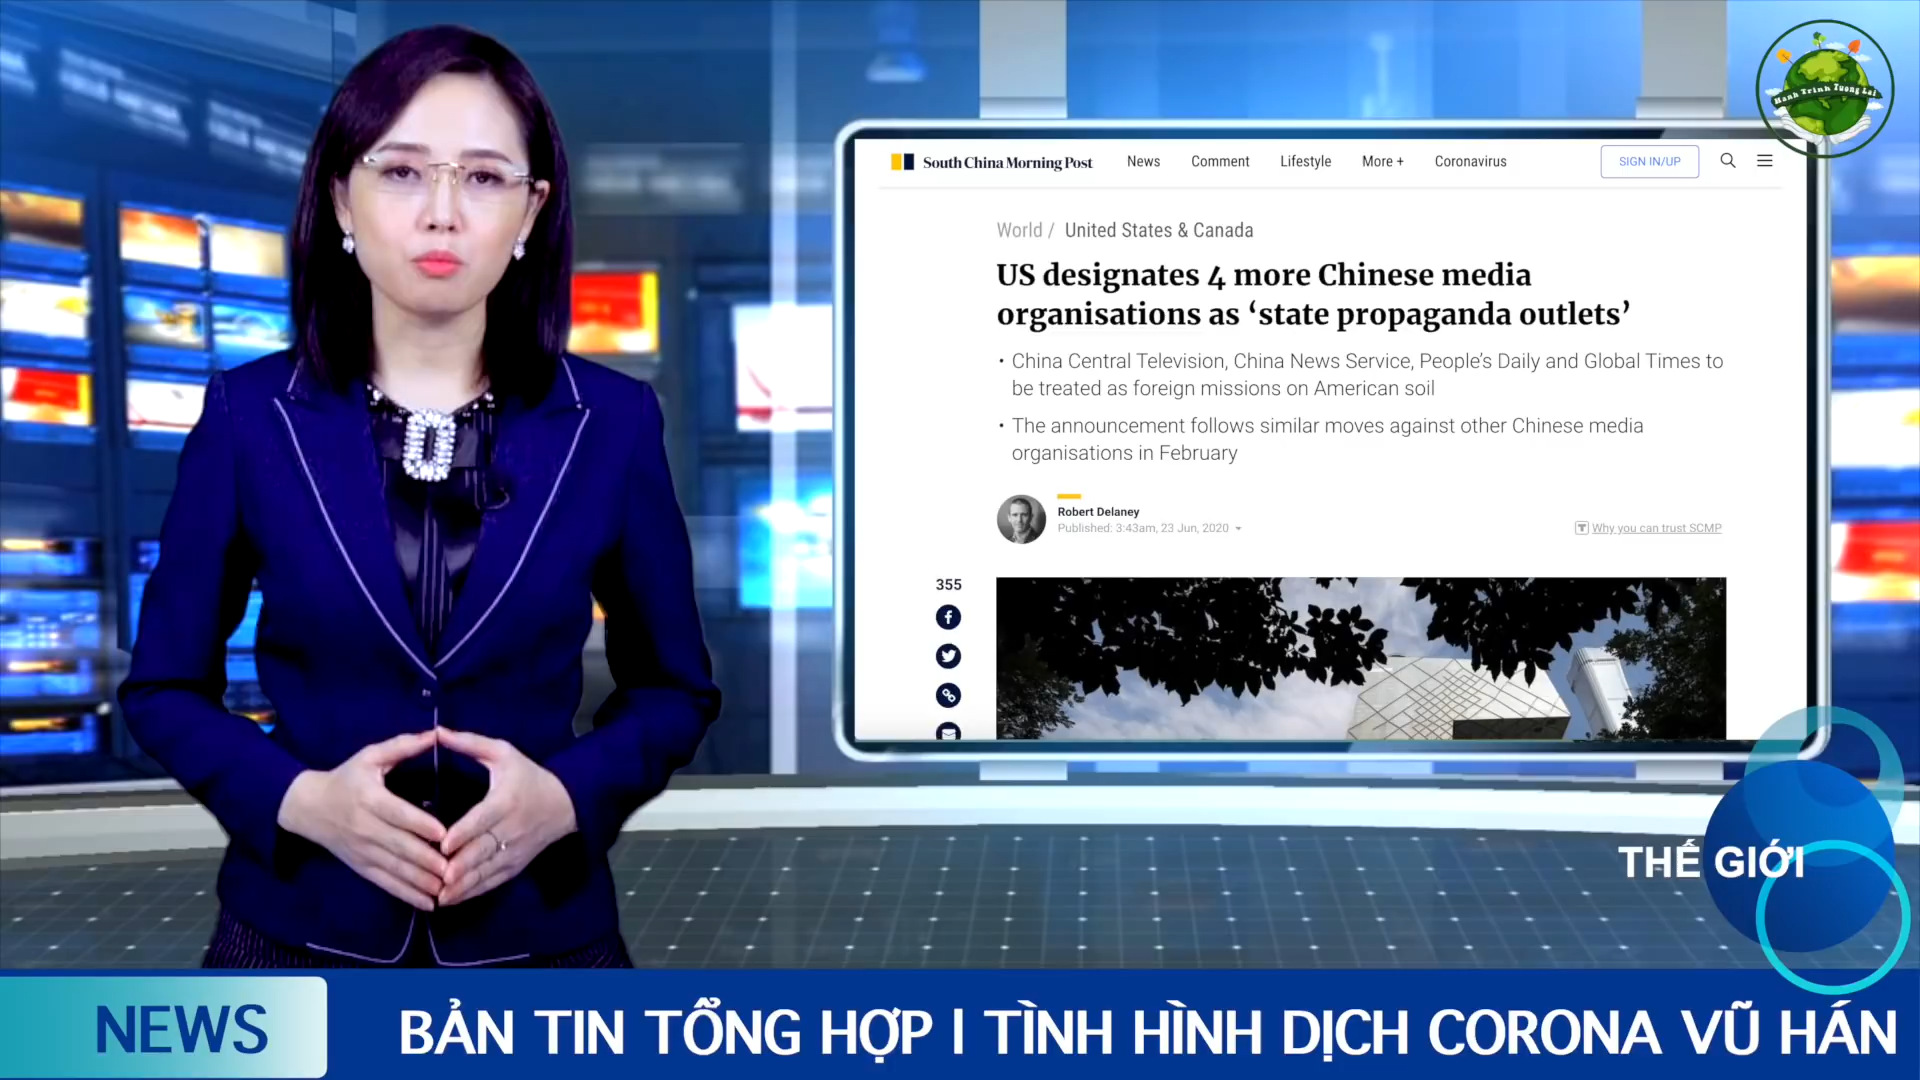 Hanh Trinh Tuong Lai
South China Morning Post
News Comment Lifestyle More + Coronavirus
SIGN IN/UP
World / United States & Canada
US designates 4 more Chinese media
organisations as ‘state propaganda outlets’
• China Central Television, China News Service, People’s Daily and Global Times to
be treated as foreign missions on American soil
• The announcement follows similar moves against other Chinese media
organisations in February
Robert Delaney
Published: 3:43am, 23 Jun, 2020
Why you can trust SCMP
355
THẾ GIỚI
NEWS
BẢN TIN TỔNG HỢP | TÌNH HÌNH DỊCH CORONA VŨ HÁN